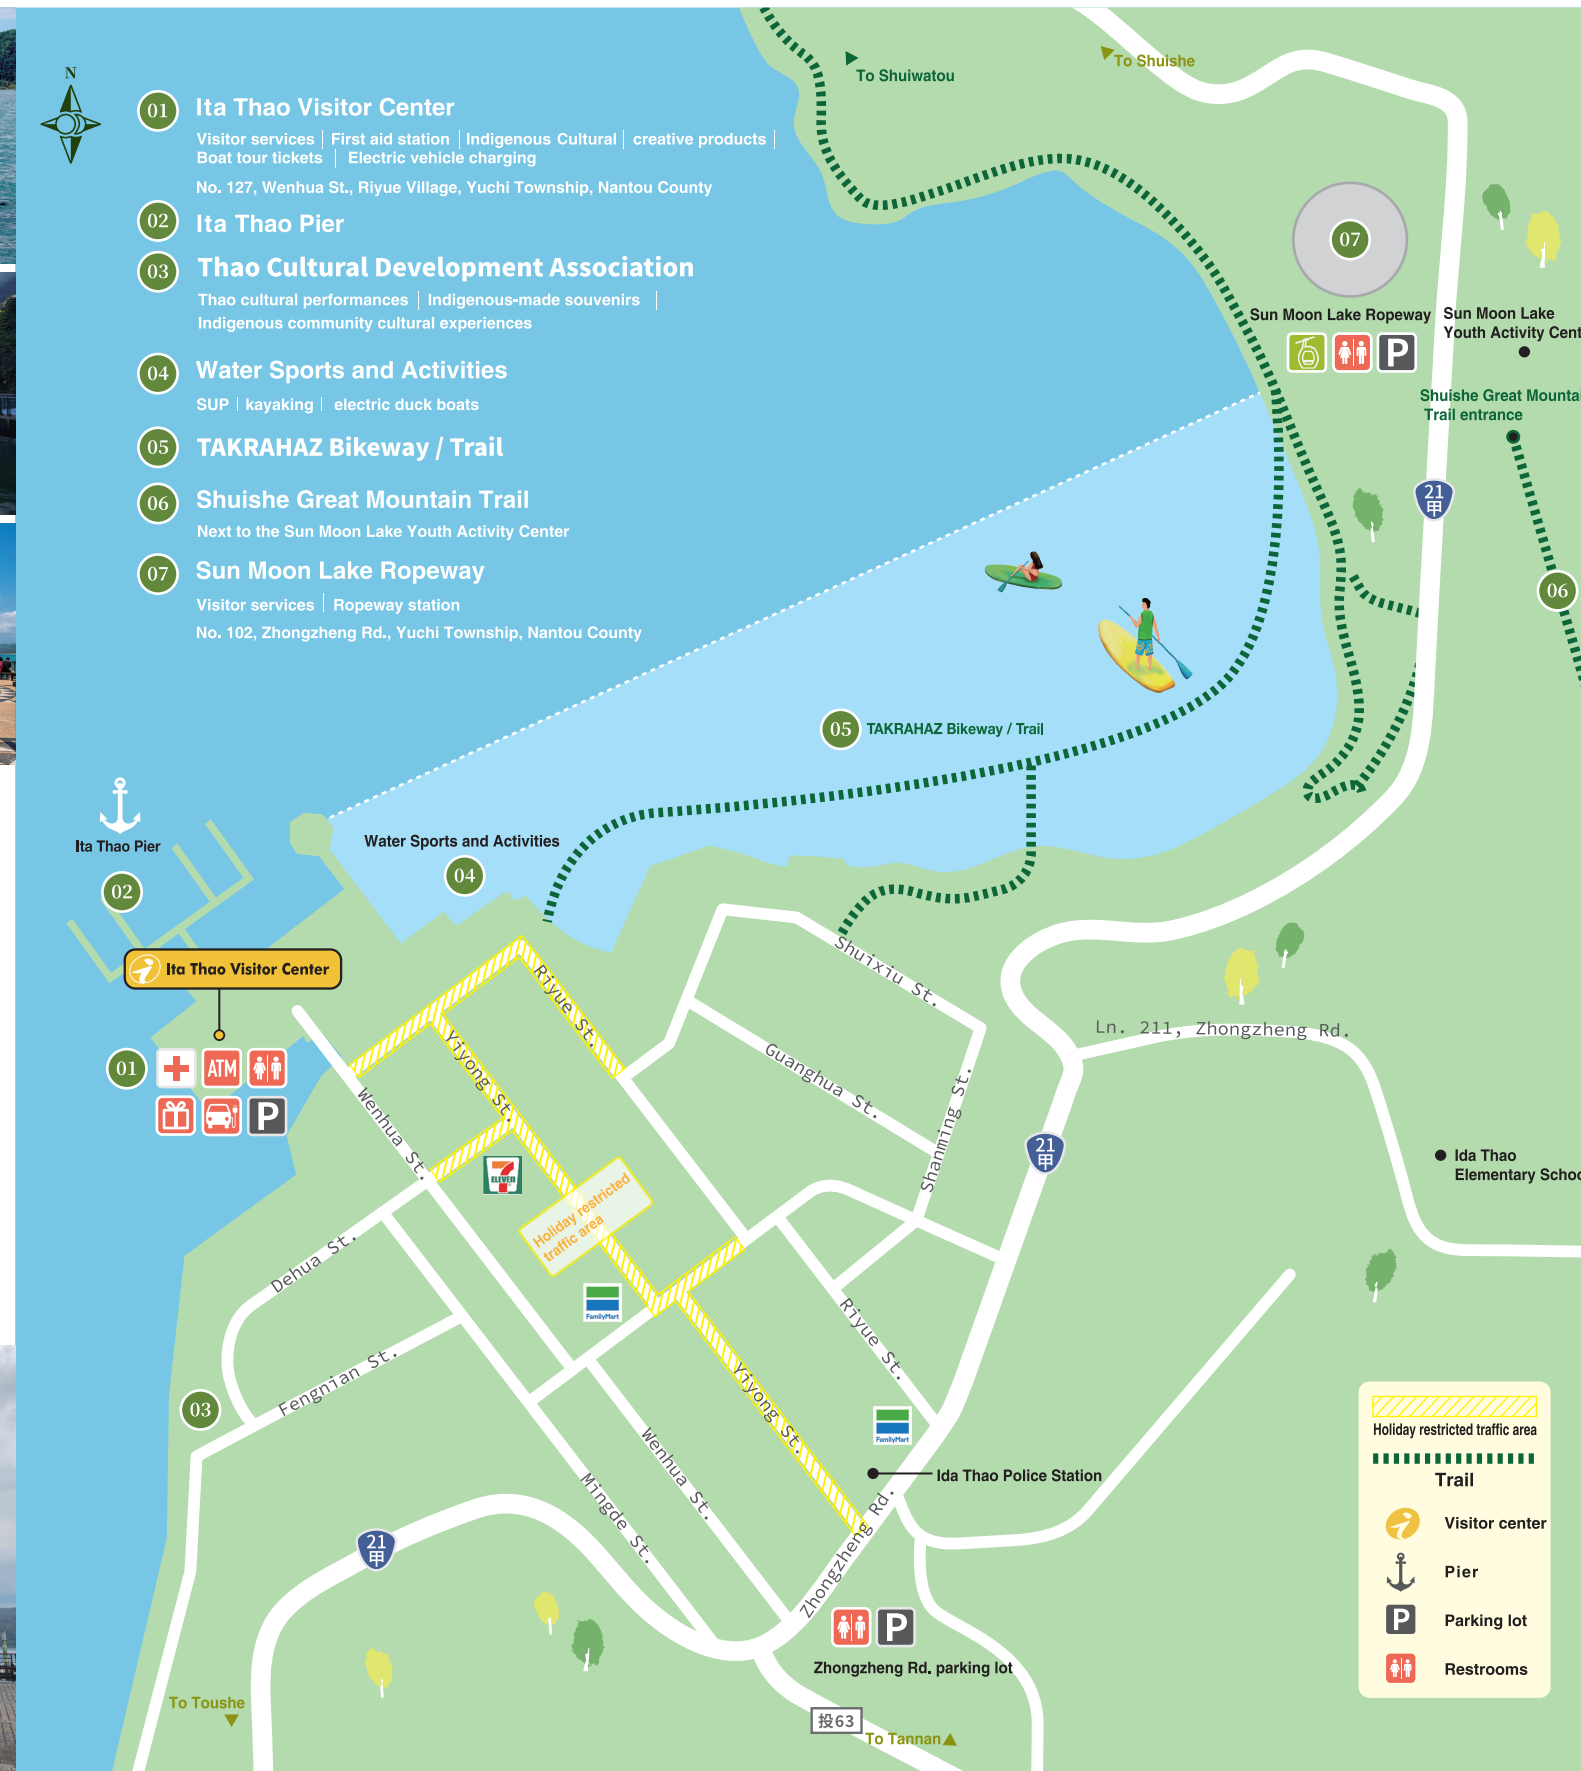 N
01 Ita Thao Visitor Center
Visitor services | First aid station | Indigenous Cultural | creative products |
Boat tour tickets | Electric vehicle charging
No. 127, Wenhua St., Riyue Village, Yuchi Township, Nantou County
02 Ita Thao Pier
03 Thao Cultural Development Association
Thao cultural performances | Indigenous-made souvenirs |
Indigenous community cultural experiences
04 Water Sports and Activities
SUP | kayaking | electric duck boats
05 TAKRAHAZ Bikeway / Trail
06 Shuishe Great Mountain Trail
Next to the Sun Moon Lake Youth Activity Center
07 Sun Moon Lake Ropeway
Visitor services | Ropeway station
No. 102, Zhongzheng Rd., Yuchi Township, Nantou County
To Shuiwatou
To Shuishe
07
Sun Moon Lake Ropeway
P
Sun Moon Lake
Youth Activity Cent
Shuishe Great Mountai
Trail entrance
21
甲
06
05 TAKRAHAZ Bikeway / Trail
Ita Thao Pier
02
Water Sports and Activities
04
Ita Thao Visitor Center
01
ATM
P
Riyue St.
Yiyong St.
Wenhua St.
Shuixiu St.
Guanghua St.
Shanming St.
Ln. 211, Zhongzheng Rd.
21
甲
Ida Thao
Elementary Schoo
7
ELEVEN
Holiday restricted
traffic area
FamilyMart
Dehua St.
Fengnian St.
03
Riyue St.
Yiyong St.
Wenhua St.
Mingde St.
FamilyMart
Ida Thao Police Station
Zhongzheng Rd.
21
甲
P
Zhongzheng Rd. parking lot
To Toushe
投63
To Tannan
Holiday restricted traffic area
Trail
Visitor center
Pier
P Parking lot
Restrooms